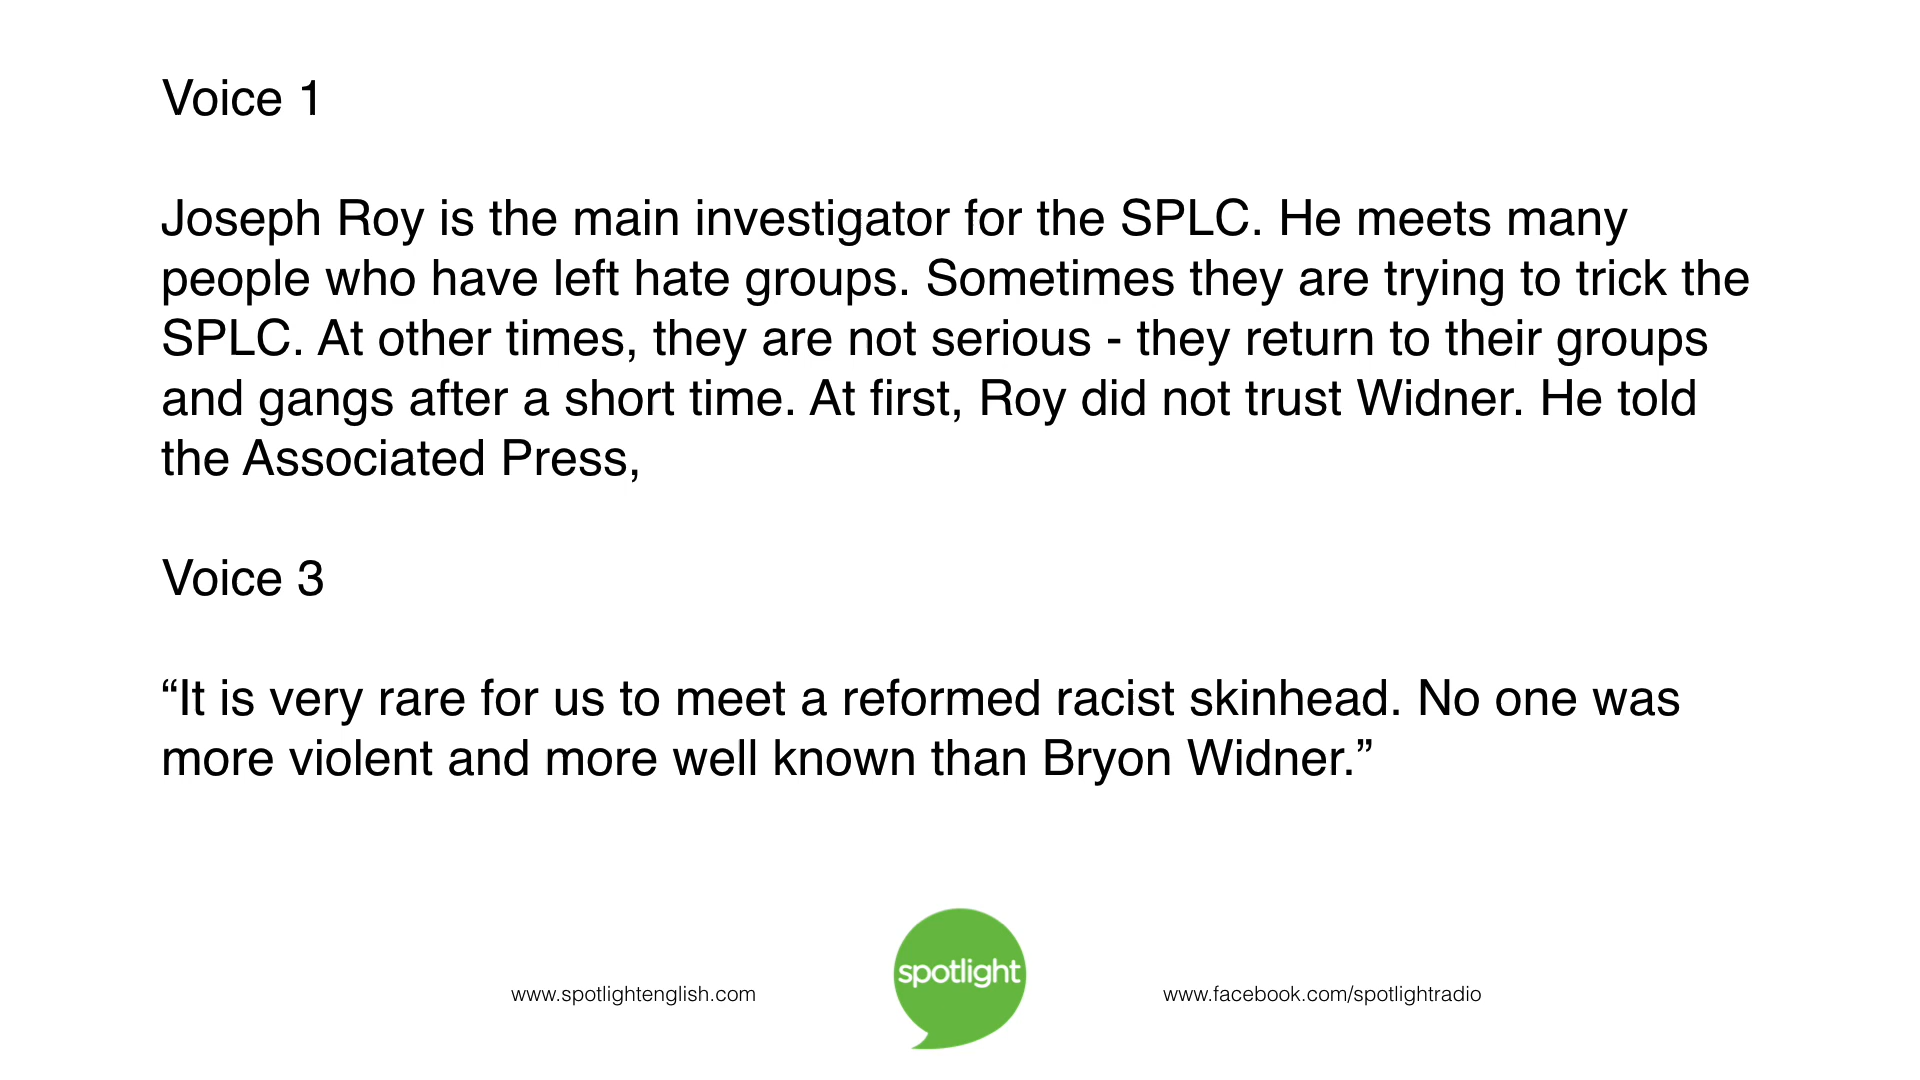 Voice 1
Joseph Roy is the main investigator for the SPLC. He meets many
people who have left hate groups. Sometimes they are trying to trick the
SPLC. At other times, they are not serious - they return to their groups
and gangs after a short time. At first, Roy did not trust Widner. He told
the Associated Press,
Voice 3
“It is very rare for us to meet a reformed racist skinhead. No one was
more violent and more well known than Bryon Widner.”
www.spotlightenglish.com
spotlight
www.facebook.com/spotlightradio